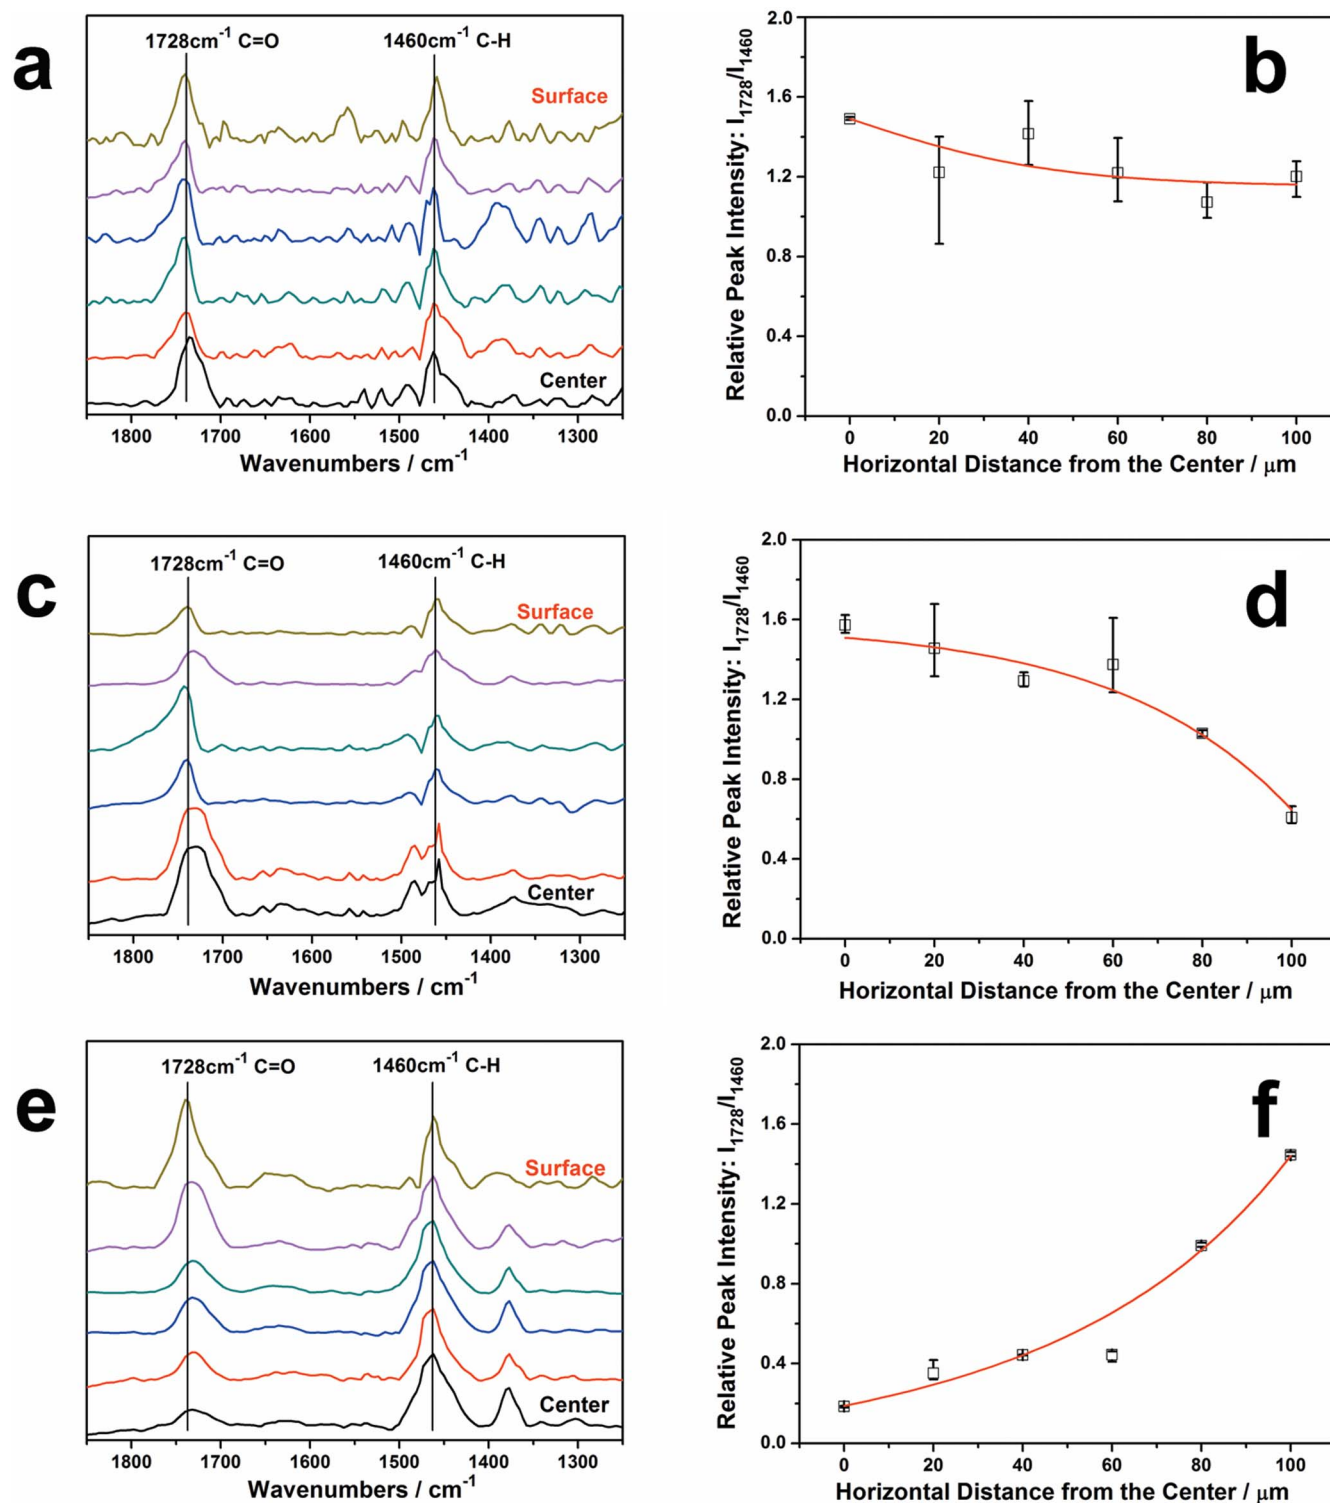 a
1728cm⁻¹ C=O 1460cm⁻¹ C-H
Surface
Center
1800 1700 1600 1500 1400 1300
Wavenumbers / cm⁻¹
b
Relative Peak Intensity: I₁₇₂₈/I₁₄₆₀
2.0
1.6
1.2
0.8
0.4
0.0
0 20 40 60 80 100
Horizontal Distance from the Center / μm
c
1728cm⁻¹ C=O 1460cm⁻¹ C-H
Surface
Center
1800 1700 1600 1500 1400 1300
Wavenumbers / cm⁻¹
d
Relative Peak Intensity: I₁₇₂₈/I₁₄₆₀
2.0
1.6
1.2
0.8
0.4
0.0
0 20 40 60 80 100
Horizontal Distance from the Center / μm
e
1728cm⁻¹ C=O 1460cm⁻¹ C-H
Surface
Center
1800 1700 1600 1500 1400 1300
Wavenumbers / cm⁻¹
f
Relative Peak Intensity: I₁₇₂₈/I₁₄₆₀
2.0
1.6
1.2
0.8
0.4
0.0
0 20 40 60 80 100
Horizontal Distance from the Center / μm